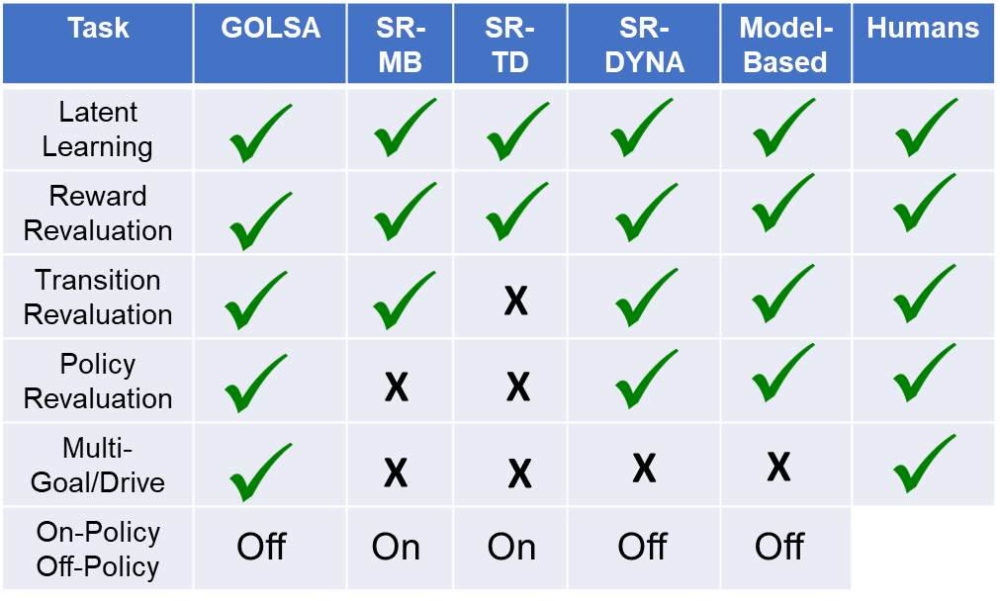 Task GOLSA SR-MB SR-TD SR-DYNA Model-Based Humans
Latent
Learning
Reward
Revaluation
Transition
Revaluation X
Policy
Revaluation X X
Multi-
Goal/Drive X X X X
On-Policy
Off-Policy Off On On Off Off